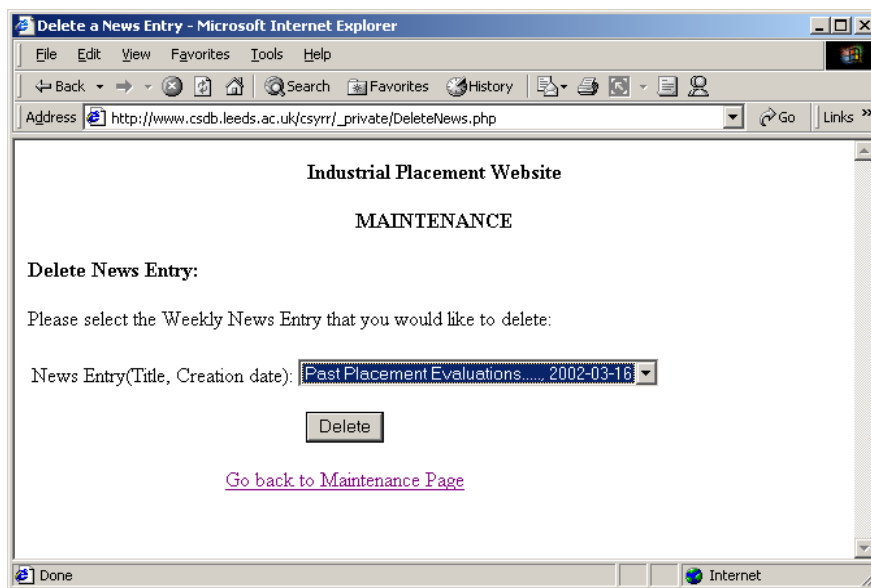 Delete a News Entry - Microsoft Internet Explorer
File Edit View Favorites Tools Help
Back Search Favorites History
Address http://www.csdb.leeds.ac.uk/csyrr/_private/DeleteNews.php Go Links »
Industrial Placement Website
MAINTENANCE
Delete News Entry:
Please select the Weekly News Entry that you would like to delete:
News Entry(Title, Creation date): Past Placement Evaluations....., 2002-03-16
Delete
Go back to Maintenance Page
Done Internet